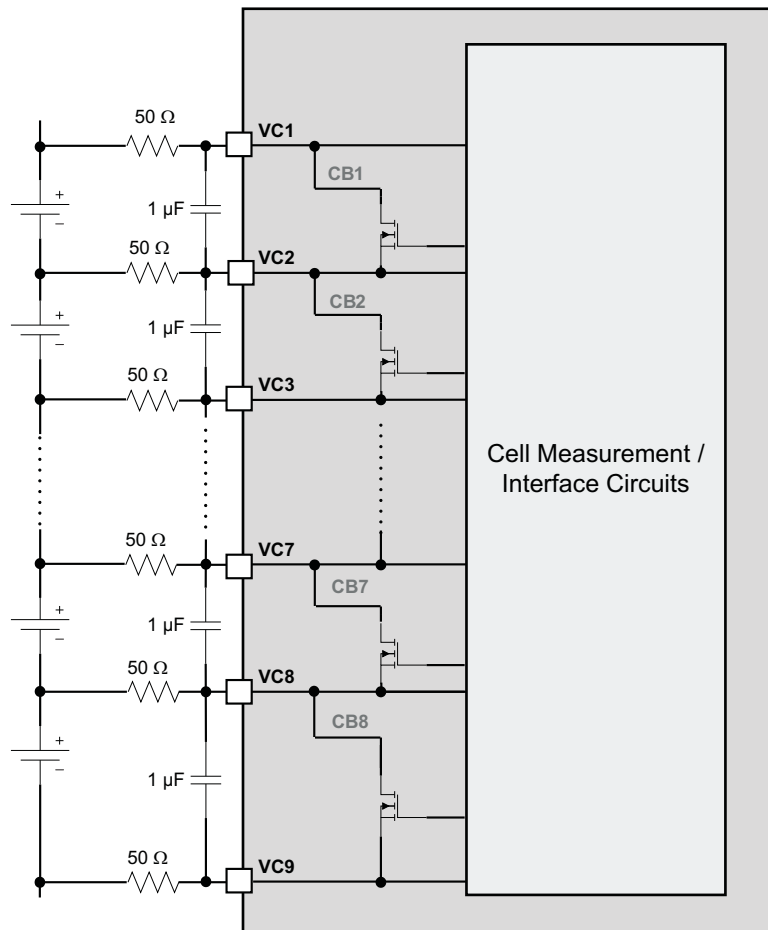 50 Ω
VC1
CB1
+
1 µF
–
50 Ω
VC2
CB2
+
1 µF
–
50 Ω
VC3
Cell Measurement /
Interface Circuits
50 Ω
VC7
CB7
+
1 µF
–
50 Ω
VC8
CB8
+
–
1 µF
50 Ω
VC9